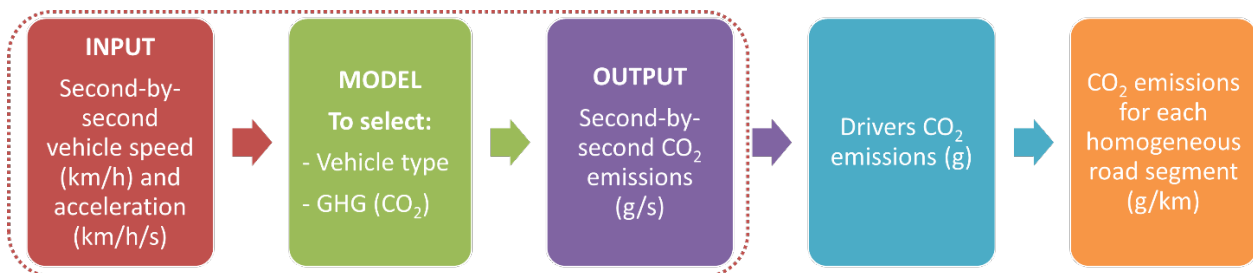 INPUT
Second-by-
second
vehicle speed
(km/h) and
acceleration
(km/h/s)
MODEL
To select:
- Vehicle type
- GHG (CO₂)
OUTPUT
Second-by-
second CO₂
emissions
(g/s)
Drivers CO₂
emissions (g)
CO₂ emissions
for each
homogeneous
road segment
(g/km)